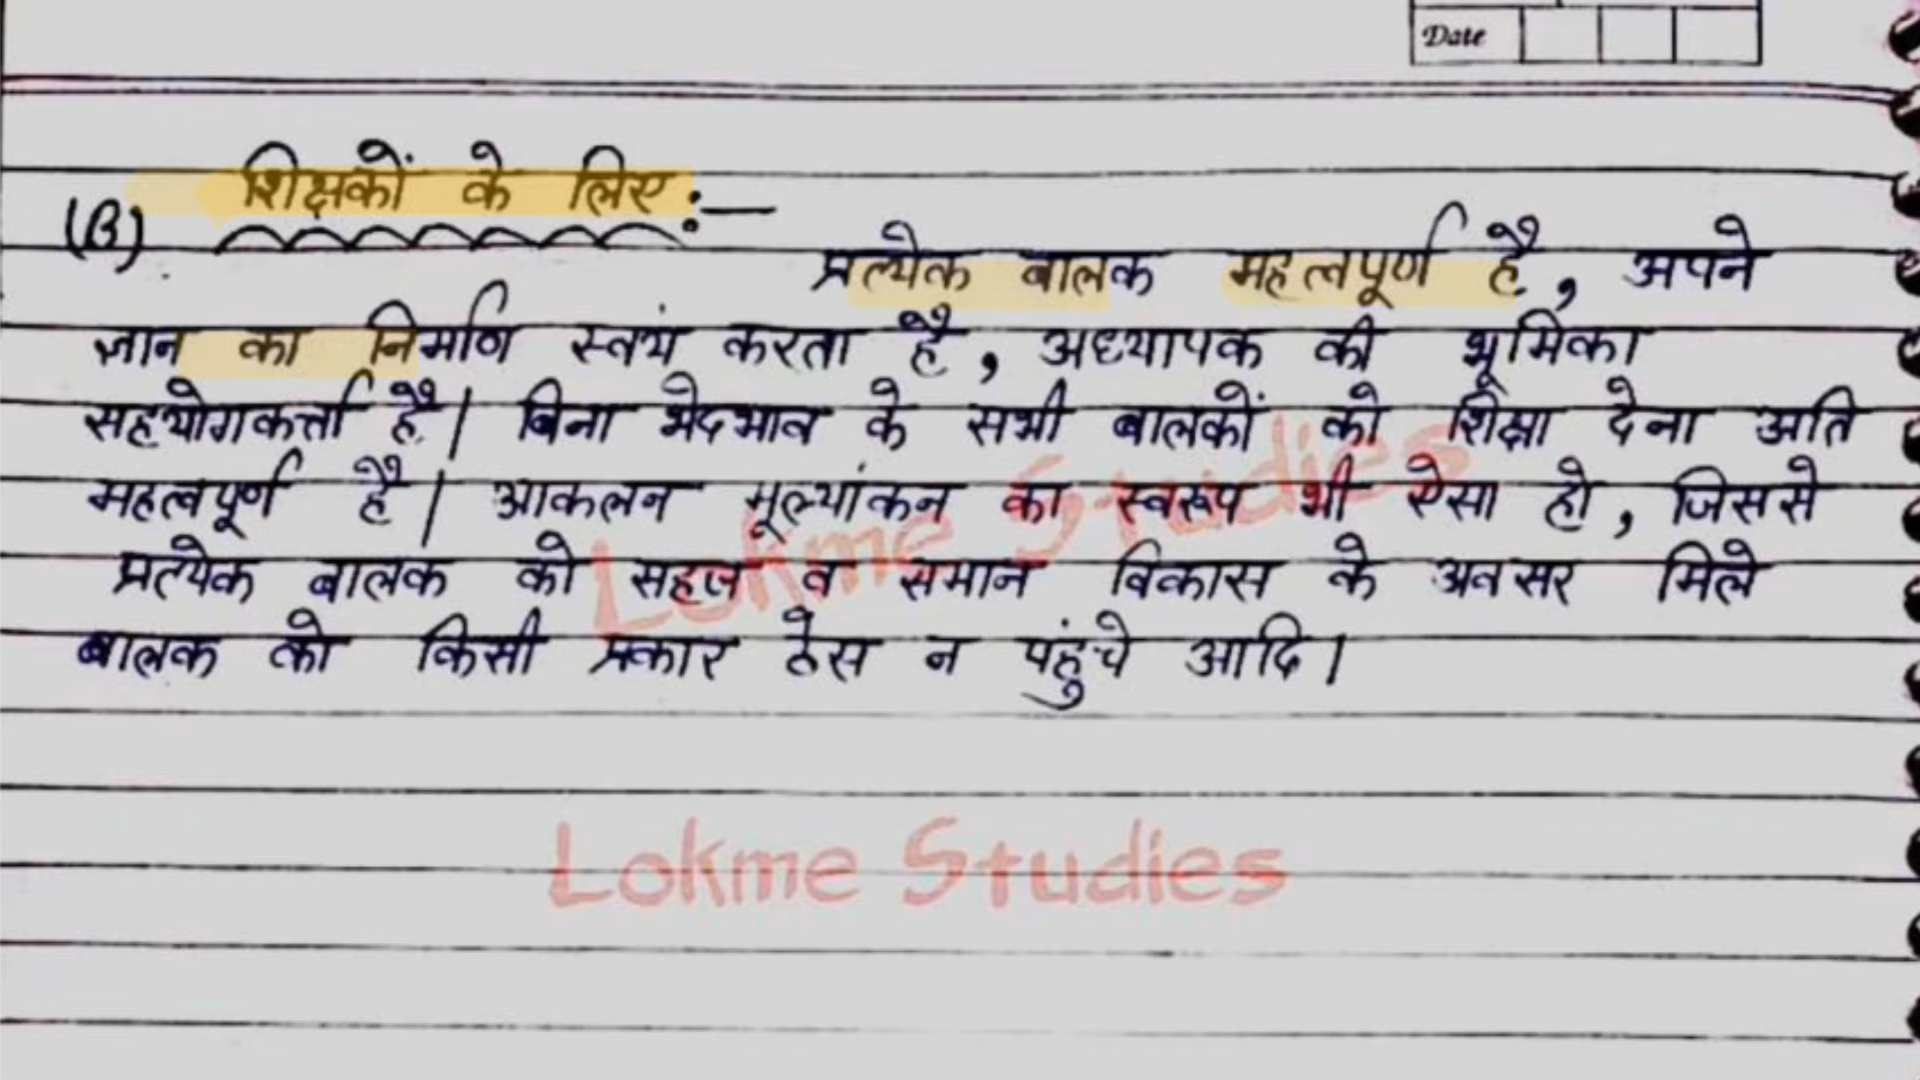 Date
(B) शिक्षकों के लिए :—
प्रत्येक बालक महत्वपूर्ण है, अपने
ज्ञान का निर्माण स्वयं करता है, अध्यापक की भूमिका
सहयोगकर्त्ता है। बिना भेदभाव के सभी बालकों को शिक्षा देना अति
महत्वपूर्ण है। आकलन मूल्यांकन का स्वरूप भी ऐसा हो, जिससे
प्रत्येक बालक को सहज व समान विकास के अवसर मिले
बालक को किसी प्रकार ठेस न पहुंचे आदि।
Lokme Studies
Lokme Studies